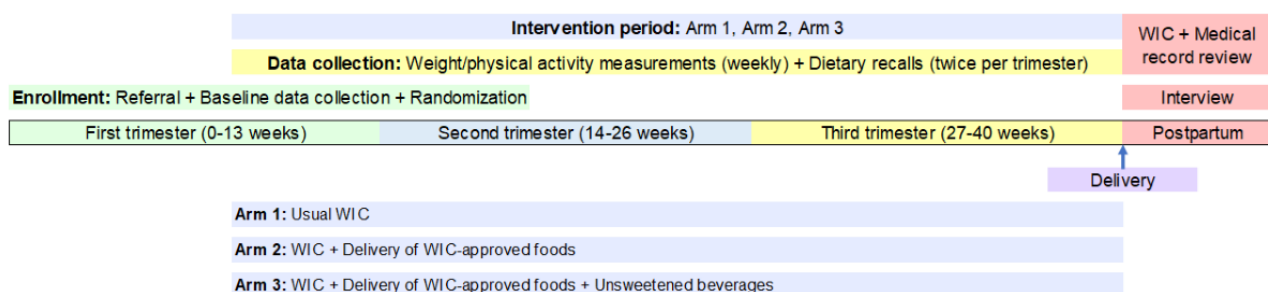 Intervention period: Arm 1, Arm 2, Arm 3
WIC + Medical
record review
Data collection: Weight/physical activity measurements (weekly) + Dietary recalls (twice per trimester)
Enrollment: Referral + Baseline data collection + Randomization
Interview
First trimester (0-13 weeks)
Second trimester (14-26 weeks)
Third trimester (27-40 weeks)
Postpartum
Delivery
Arm 1: Usual WIC
Arm 2: WIC + Delivery of WIC-approved foods
Arm 3: WIC + Delivery of WIC-approved foods + Unsweetened beverages